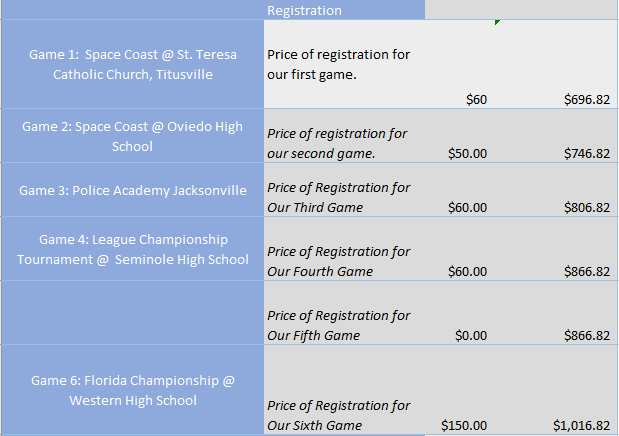 Registration
Game 1:  Space Coast @ St. Teresa
Catholic Church, Titusville
Price of registration for
our first game.
$60
$696.82
Game 2: Space Coast @ Oviedo High
School
Price of registration for
our second game.
$50.00
$746.82
Game 3: Police Academy Jacksonville
Price of Registration for
Our Third Game
$60.00
$806.82
Game 4: League Championship
Tournament @  Seminole High School
Price of Registration for
Our Fourth Game
$60.00
$866.82
Price of Registration for
Our Fifth Game
$0.00
$866.82
Game 6: Florida Championship @
Western High School
Price of Registration for
Our Sixth Game
$150.00
$1,016.82